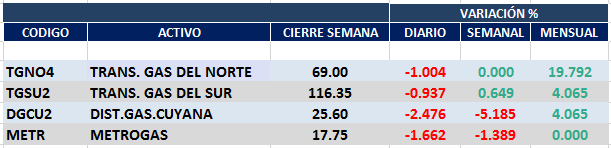 VARIACIÓN %
CODIGO ACTIVO CIERRE SEMANA DIARIO SEMANAL MENSUAL
TGNO4 TRANS. GAS DEL NORTE 69.00 -1.004 0.000 19.792
TGSU2 TRANS. GAS DEL SUR 116.35 -0.937 0.649 4.065
DGCU2 DIST.GAS.CUYANA 25.60 -2.476 -5.185 4.065
METR METROGAS 17.75 -1.662 -1.389 0.000